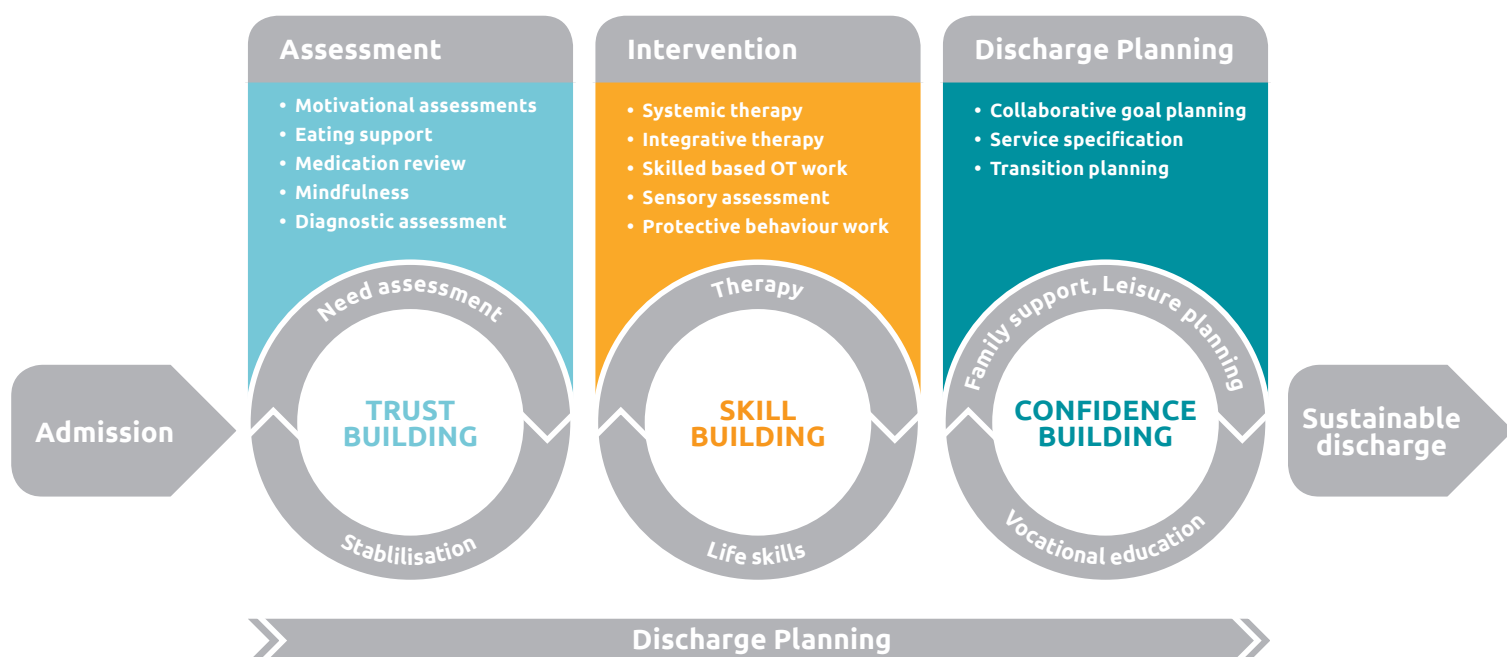 Assessment
• Motivational assessments
• Eating support
• Medication review
• Mindfulness
• Diagnostic assessment
Need assessment
TRUST
BUILDING
Stablilisation
Intervention
• Systemic therapy
• Integrative therapy
• Skilled based OT work
• Sensory assessment
• Protective behaviour work
Therapy
SKILL
BUILDING
Life skills
Discharge Planning
• Collaborative goal planning
• Service specification
• Transition planning
Family support, Leisure planning
CONFIDENCE
BUILDING
Vocational education
Admission
Sustainable
discharge
Discharge Planning